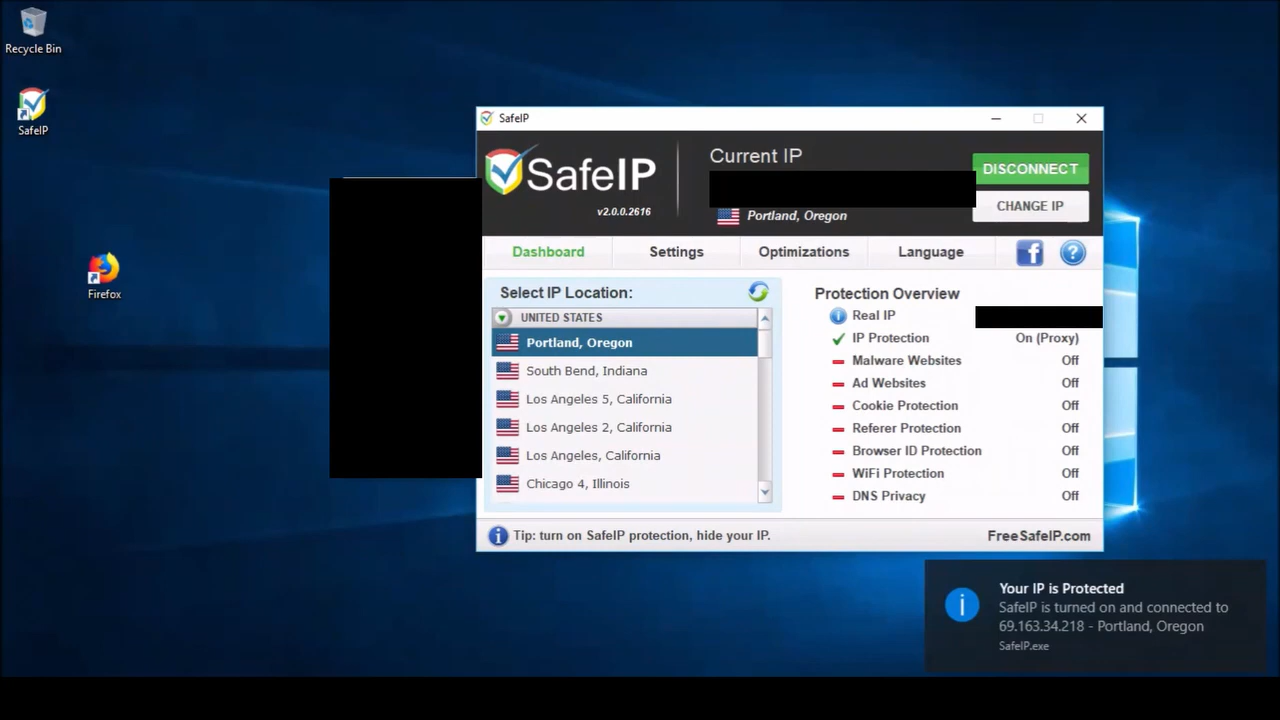 Recycle Bin
SafeIP
Firefox
SafeIP
SafeIP
v2.0.0.2616
Current IP
Portland, Oregon
DISCONNECT
CHANGE IP
Dashboard
Settings
Optimizations
Language
f
?
Select IP Location:
UNITED STATES
Portland, Oregon
South Bend, Indiana
Los Angeles 5, California
Los Angeles 2, California
Los Angeles, California
Chicago 4, Illinois
Protection Overview
Real IP
IP Protection On (Proxy)
Malware Websites Off
Ad Websites Off
Cookie Protection Off
Referer Protection Off
Browser ID Protection Off
WiFi Protection Off
DNS Privacy Off
Tip: turn on SafeIP protection, hide your IP.
FreeSafeIP.com
Your IP is Protected
SafeIP is turned on and connected to
69.163.34.218 - Portland, Oregon
SafeIP.exe